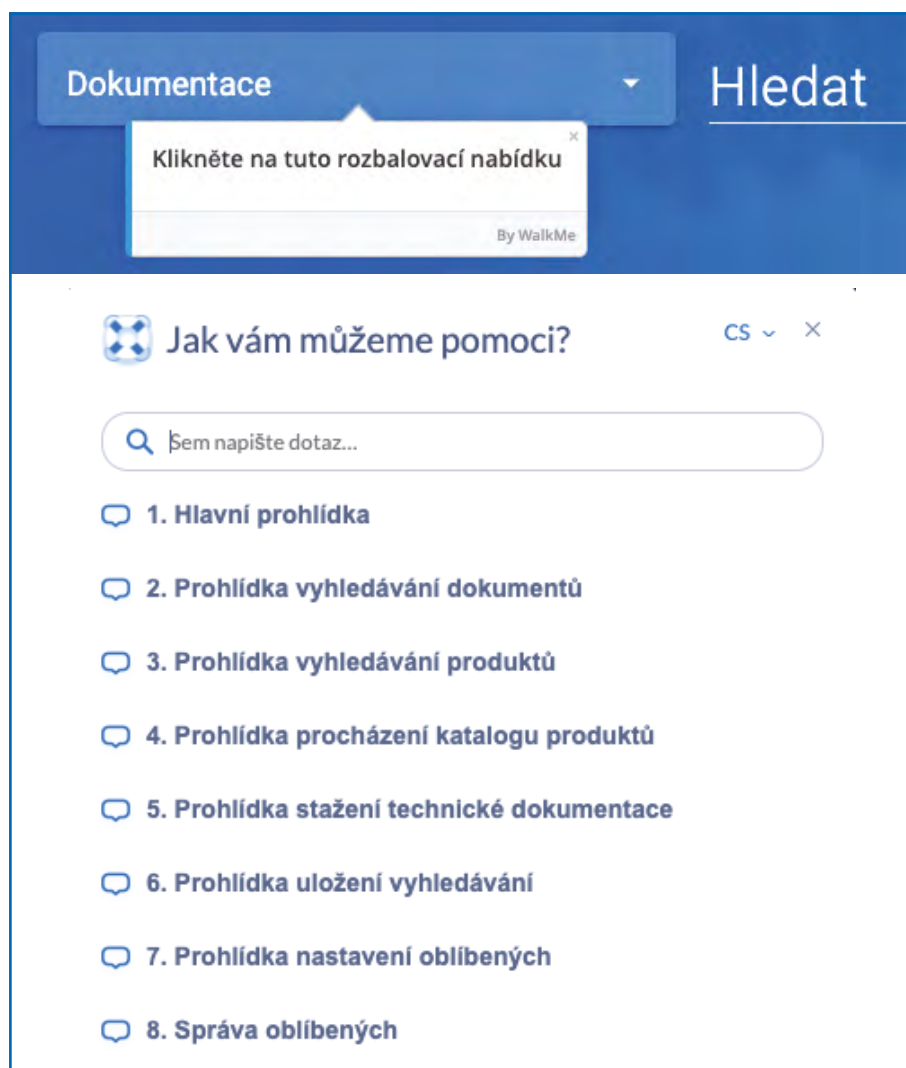 Dokumentace
Hledat
Klikněte na tuto rozbalovací nabídku
By WalkMe
Jak vám můžeme pomoci?
CS
Sem napište dotaz...
1. Hlavní prohlídka
2. Prohlídka vyhledávání dokumentů
3. Prohlídka vyhledávání produktů
4. Prohlídka procházení katalogu produktů
5. Prohlídka stažení technické dokumentace
6. Prohlídka uložení vyhledávání
7. Prohlídka nastavení oblíbených
8. Správa oblíbených